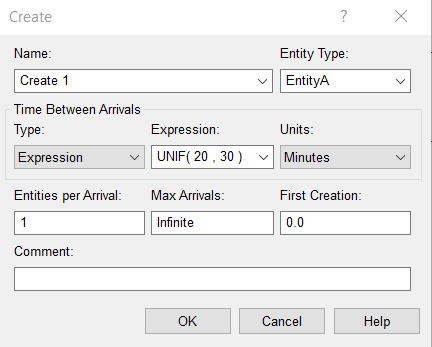 Create
?
Name:
Entity Type:
Create 1
EntityA
Time Between Arrivals
Type:
Expression:
Units:
Expression
UNIF( 20 , 30 )
Minutes
Entities per Arrival:
Max Arrivals:
First Creation:
1
Infinite
0.0
Comment:
OK
Cancel
Help